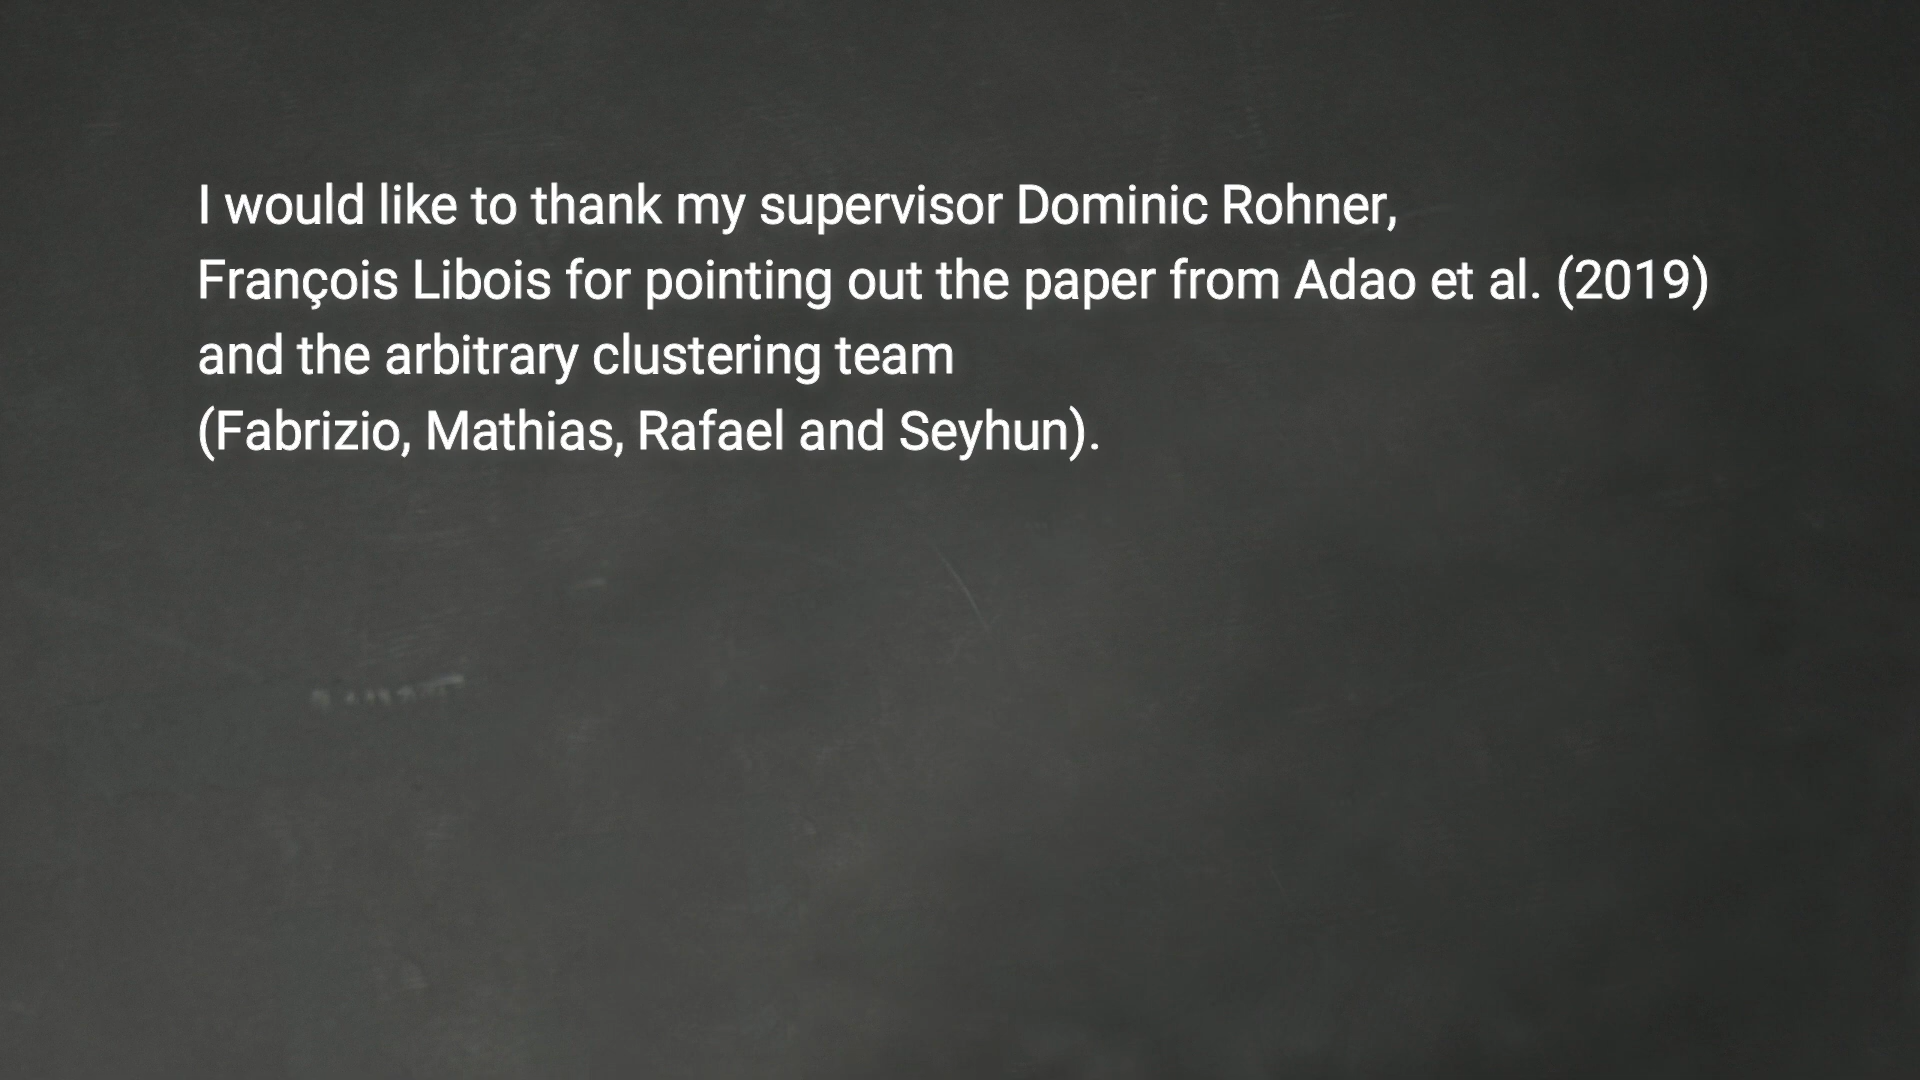 I would like to thank my supervisor Dominic Rohner,
François Libois for pointing out the paper from Adao et al. (2019)
and the arbitrary clustering team
(Fabrizio, Mathias, Rafael and Seyhun).